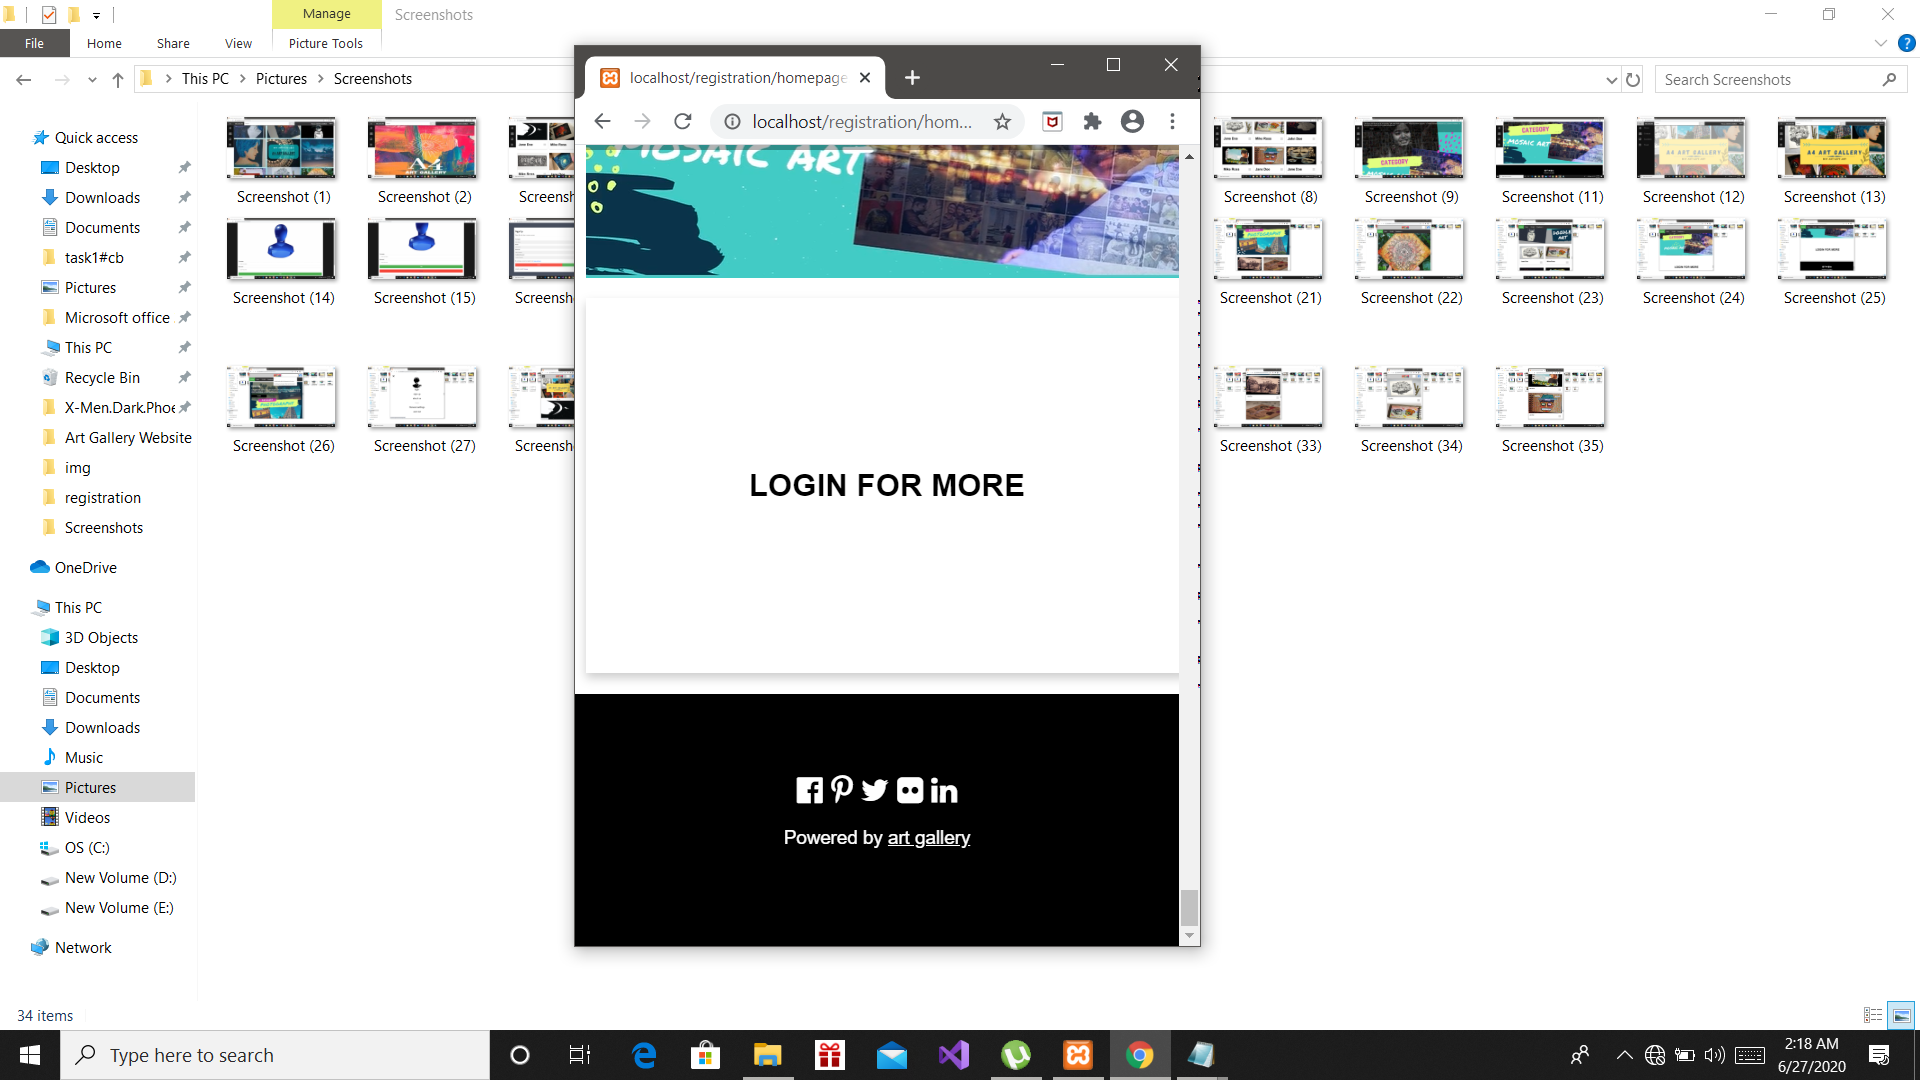 Manage
Screenshots
File
Home
Share
View
Picture Tools
This PC
Pictures
Screenshots
Search Screenshots
localhost/registration/homepage
localhost/registration/hom...
Quick access
Desktop
Downloads
Documents
task1#cb
Pictures
Microsoft office
This PC
Recycle Bin
X-Men.Dark.Phoe
Art Gallery Website
img
registration
Screenshots
OneDrive
This PC
3D Objects
Desktop
Documents
Downloads
Music
Pictures
Videos
OS (C:)
New Volume (D:)
New Volume (E:)
Network
Screenshot (1)
Screenshot (2)
Screensh
Screenshot (8)
Screenshot (9)
Screenshot (11)
Screenshot (12)
Screenshot (13)
Screenshot (14)
Screenshot (15)
Screensh
Screenshot (21)
Screenshot (22)
Screenshot (23)
Screenshot (24)
Screenshot (25)
Screenshot (26)
Screenshot (27)
Screensh
Screenshot (33)
Screenshot (34)
Screenshot (35)
MOSAIC ART
LOGIN FOR MORE
Powered by art gallery
34 items
Type here to search
2:18 AM
6/27/2020